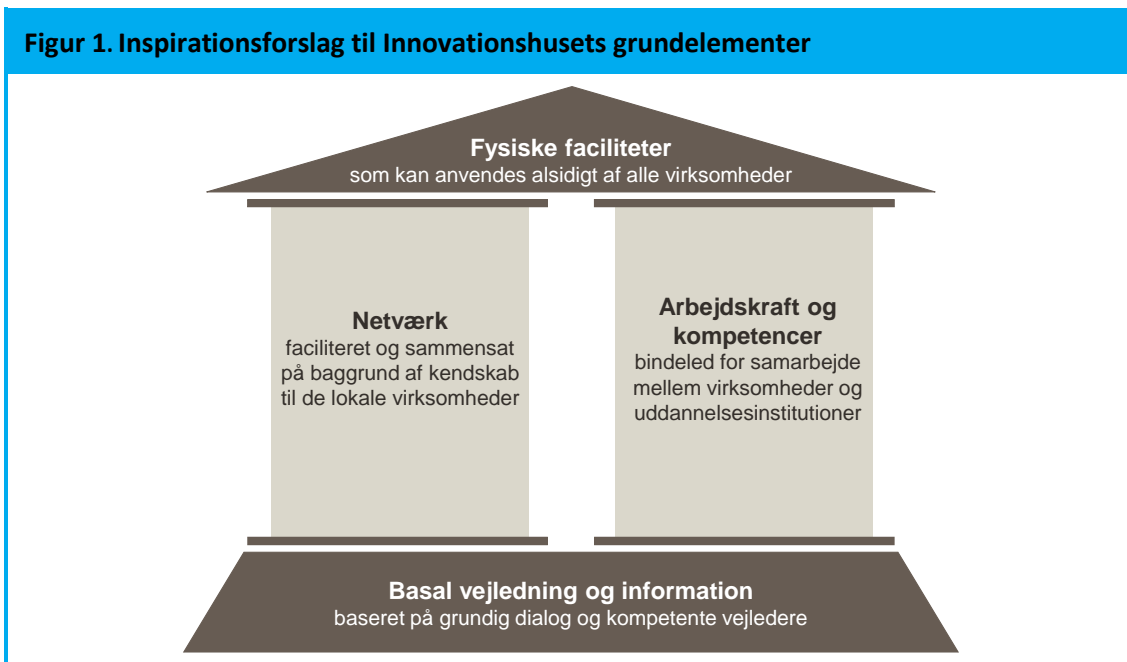 Figur 1. Inspirationsforslag til Innovationshusets grundelementer
Fysiske faciliteter
som kan anvendes alsidigt af alle virksomheder
Netværk
faciliteret og sammensat
på baggrund af kendskab
til de lokale virksomheder
Arbejdskraft og
kompetencer
bindeled for samarbejde
mellem virksomheder og
uddannelsesinstitutioner
Basal vejledning og information
baseret på grundig dialog og kompetente vejledere